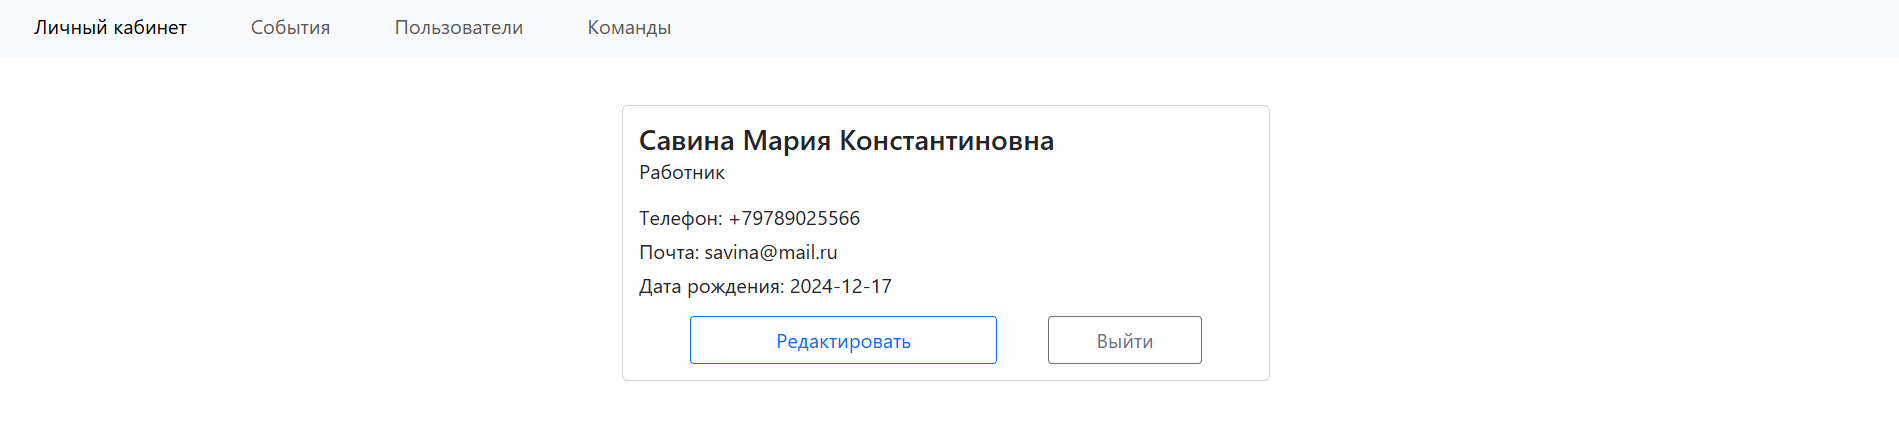 Личный кабинет События Пользователи Команды
Савина Мария Константиновна
Работник
Телефон: +79789025566
Почта: savina@mail.ru
Дата рождения: 2024-12-17
Редактировать Выйти